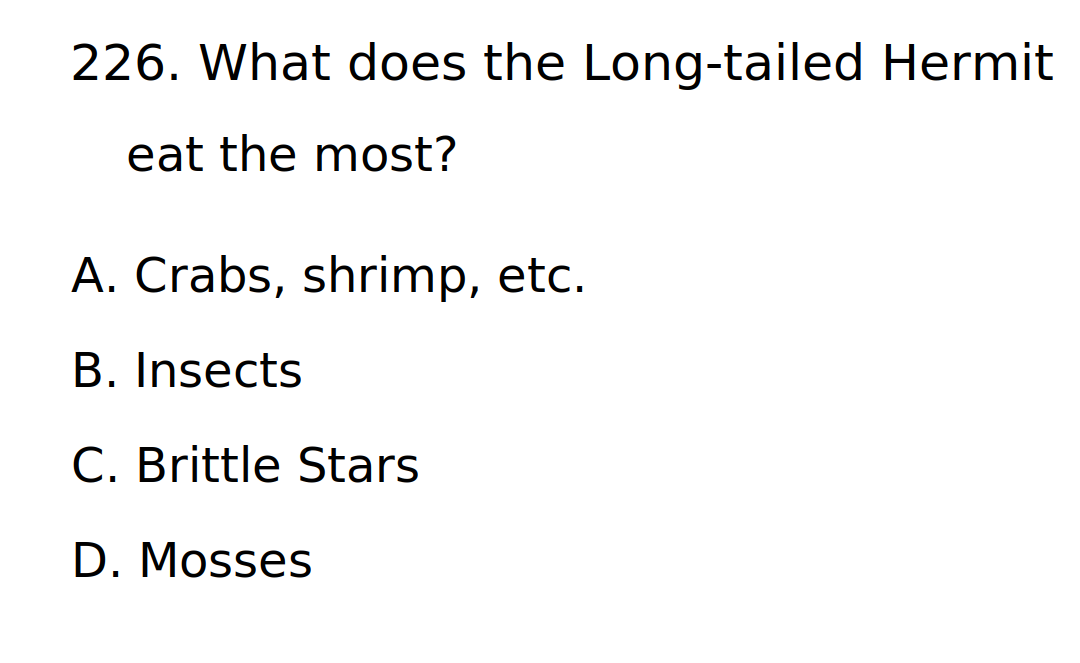 226. What does the Long-tailed Hermit
eat the most?
A. Crabs, shrimp, etc.
B. Insects
C. Brittle Stars
D. Mosses